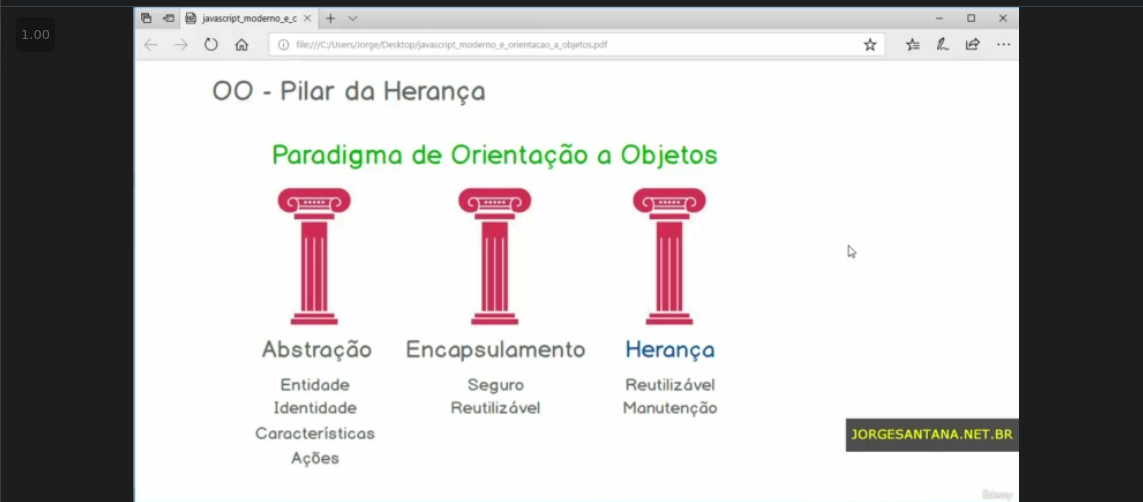 1.00
javascript_moderno_e_c
file:///C:/Users/Jorge/Desktop/javascript_moderno_e_orientacao_a_objetos.pdf
OO - Pilar da Herança
Paradigma de Orientação a Objetos
Abstração
Entidade
Identidade
Características
Ações
Encapsulamento
Seguro
Reutilizável
Herança
Reutilizável
Manutenção
JORGESANTANA.NET.BR
Udemy